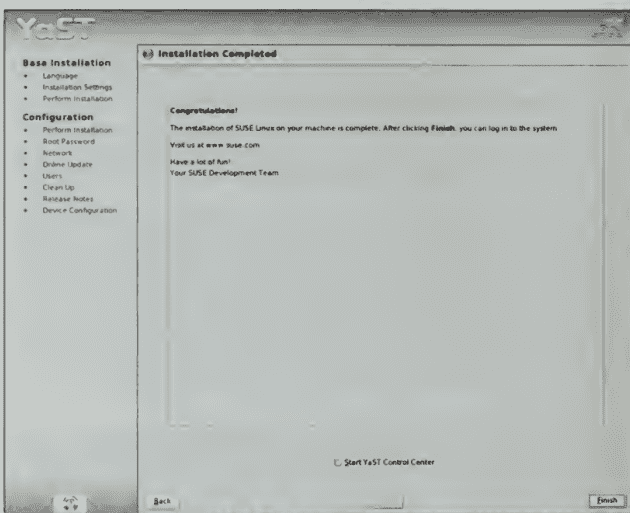 YaST
Base Installation
Language
Installation Settings
Perform Installation
Configuration
Perform Installation
Root Password
Network
Online Update
Users
Clean Up
Release Notes
Device Configuration
Installation Completed
Congratulations!
The installation of SUSE Linux on your machine is complete. After clicking Finish, you can log in to the system
Visit us at www.suse.com
Have a lot of fun!
Your SUSE Development Team
Start YaST Control Center
Back
Finish